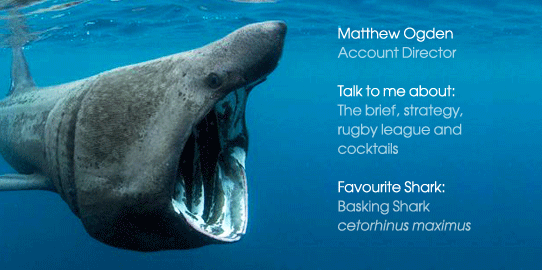 Matthew Ogden
Account Director
Talk to me about:
The brief, strategy,
rugby league and
cocktails
Favourite Shark:
Basking Shark
cetorhinus maximus